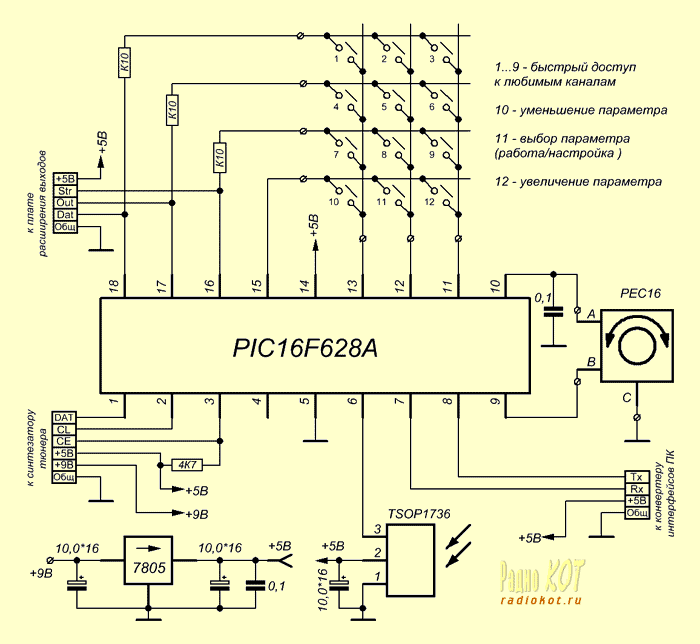 К10
К10
К10
1
2
3
4
5
6
7
8
9
10
11
12
1...9 - быстрый доступ
к любимым каналам
10 - уменьшение параметра
11 - выбор параметра
(работа/настройка )
12 - увеличение параметра
к плате
расширения выходов
+5В
+5В
Str
Out
Dat
Общ
+5В
18
17
16
15
14
13
12
11
10
PIC16F628A
0,1
PEC16
A
B
C
1
2
3
4
5
6
7
8
9
к синтезатору
тюнера
DAT
CL
CE
+5В
+9В
Общ
4К7
+5В
+9В
к конвертеру
интерфейсов ПК
Tx
Rx
+5В
Общ
+5В
TSOP1736
3
2
1
+5В
10,0*16
10,0*16
+9В
7805
10,0*16
+5В
0,1
Радио КОТ
radiokot.ru